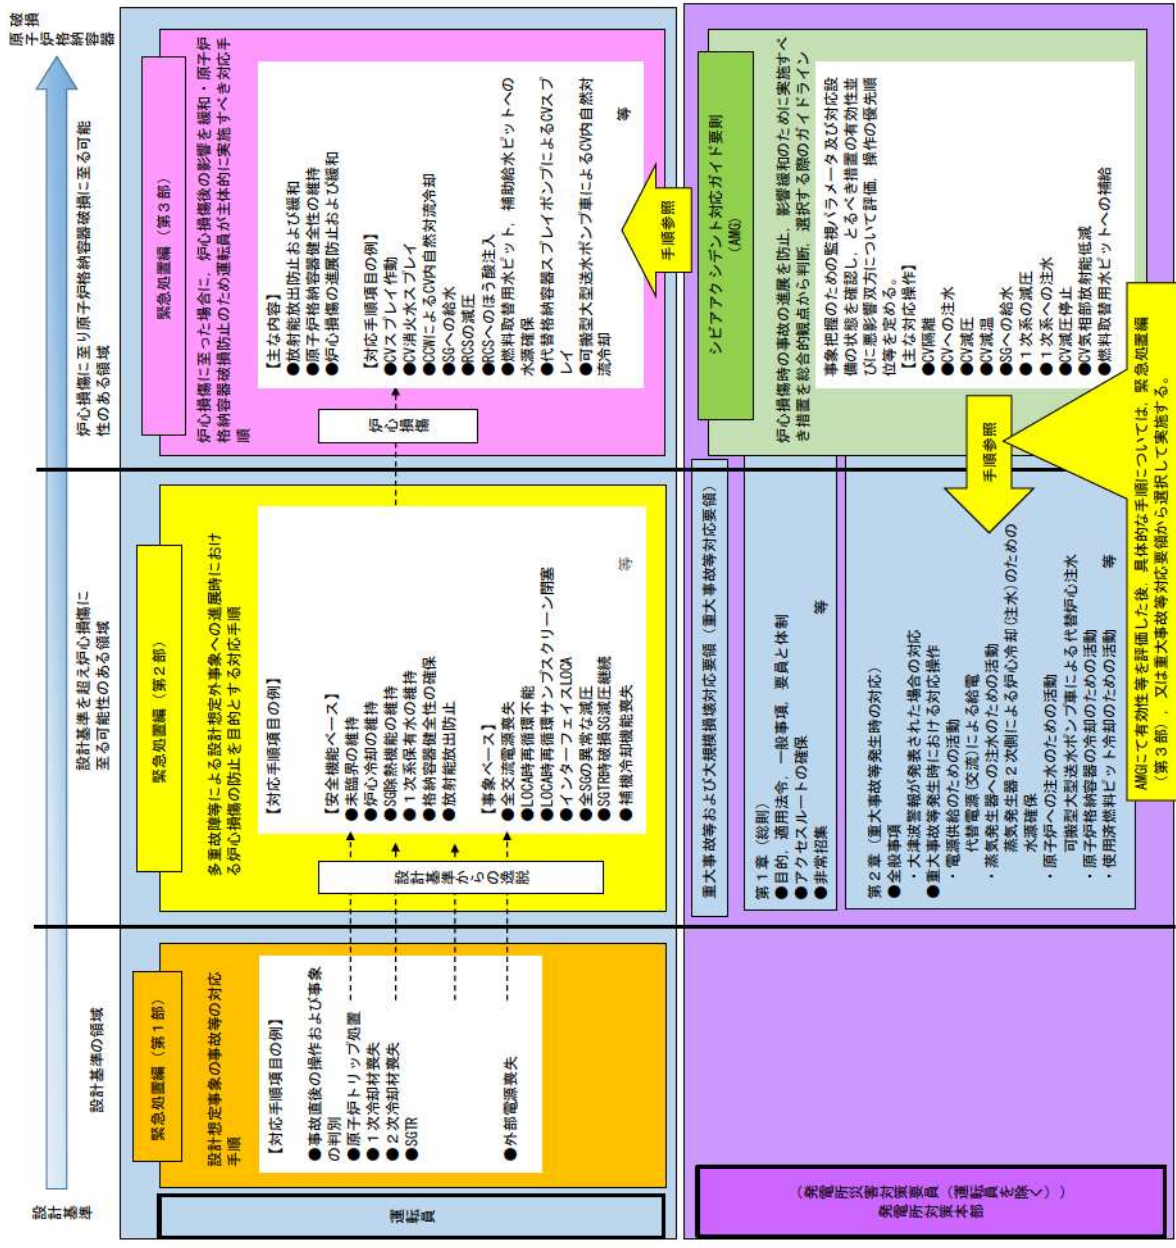 設計基準
原子炉格納容器
破損
設計基準の領域
設計基準を超え炉心損傷に
至る可能性のある領域
炉心損傷に至り原子炉格納容器破損に至る可能
性のある領域
運転員
緊急処置編（第１部）
設計想定事象の事故等の対応
手順
【対応手順項目の例】
●事故直後の操作および事象
の判別
●原子炉トリップ処置
●１次冷却材喪失
●２次冷却材喪失
●SGTR
●外部電源喪失
設計基準からの逸脱
緊急処置編（第２部）
多重故障等による設計想定外事象への進展時におけ
る炉心損傷の防止を目的とする対応手順
【対応手順項目の例】
【安全機能ベース】
●未臨界の維持
●炉心冷却の維持
●SG除熱機能の維持
●１次系保有水の維持
●格納容器健全性の確保
●放射能放出防止
【事象ベース】
●全交流電源喪失
●LOCA時再循環不能
●LOCA時再循環サンプスクリーン閉塞
●インターフェイスLOCA
●全SGの異常な減圧
●SGTR時破損SG減圧継続
●補機冷却機能喪失
等
炉心損傷
緊急処置編（第３部）
炉心損傷に至った場合に，炉心損傷後の影響を緩和・原子炉
格納容器破損防止のため運転員が主体的に実施すべき対応手
順
【主な内容】
●放射能放出防止および緩和
●原子炉格納容器健全性の維持
●炉心損傷の進展防止および緩和
【対応手順項目の例】
●CVスプレイ作動
●CV消火水スプレイ
●CCWによるCV内自然対流冷却
●SGへの給水
●RCSの減圧
●RCSへのほう酸注入
●燃料取替用水ピット，補助給水ピットへの
水源確保
●代替格納容器スプレイポンプによるCVスプ
レイ
●可搬型大型送水ポンプ車によるCV内自然対
流冷却
等
手順参照
発電所対策本部
（発電所災害対策要員（運転員を除く））
重大事故等および大規模損壊対応要領（重大事故等対応要領）
第１章（総則）
●目的，適用法令，一般事項，要員と体制
●アクセスルートの確保
●非常招集
等
第２章（重大事故等発生時の対応）
●全般事項
・大津波警報が発表された場合の対応
●重大事故等発生時における対応操作
・電源供給のための活動
代替電源(交流)による給電
・蒸気発生器への注水のための活動
蒸気発生器２次側による炉心冷却(注水)のための
水源確保
・原子炉への注水のための活動
可搬型大型送水ポンプ車による代替炉心注水
・原子炉格納容器の冷却のための活動
・使用済燃料ピット冷却のための活動
等
手順参照
シビアアクシデント対応ガイド要則
(AMG)
炉心損傷時の事故の進展を防止，影響緩和のために実施すべ
き措置を総合的観点から判断，選択する際のガイドライン
事象把握のための監視パラメータ及び対応設
備の状態を確認し，とるべき措置の有効性並
びに悪影響双方について評価，操作の優先順
位等を定める。
【主な対応操作】
●CV隔離
●CVへの注水
●CV減圧
●CV減温
●SGへの給水
●１次系の減圧
●１次系への注水
●CV減圧停止
●CV気相部放射能低減
●燃料取替用水ピットへの補給
AMGにて有効性等を評価した後，具体的な手順については，緊急処置編
（第３部），又は重大事故等対応要領から選択して実施する。